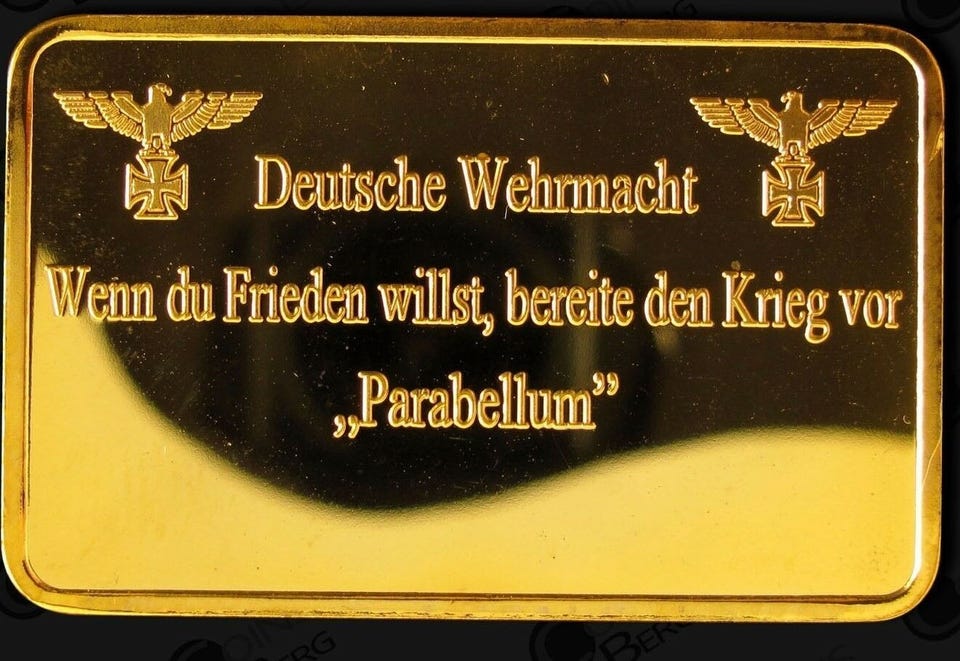 Deutsche Wehrmacht
Wenn du Frieden willst, bereite den Krieg vor
„Parabellum”